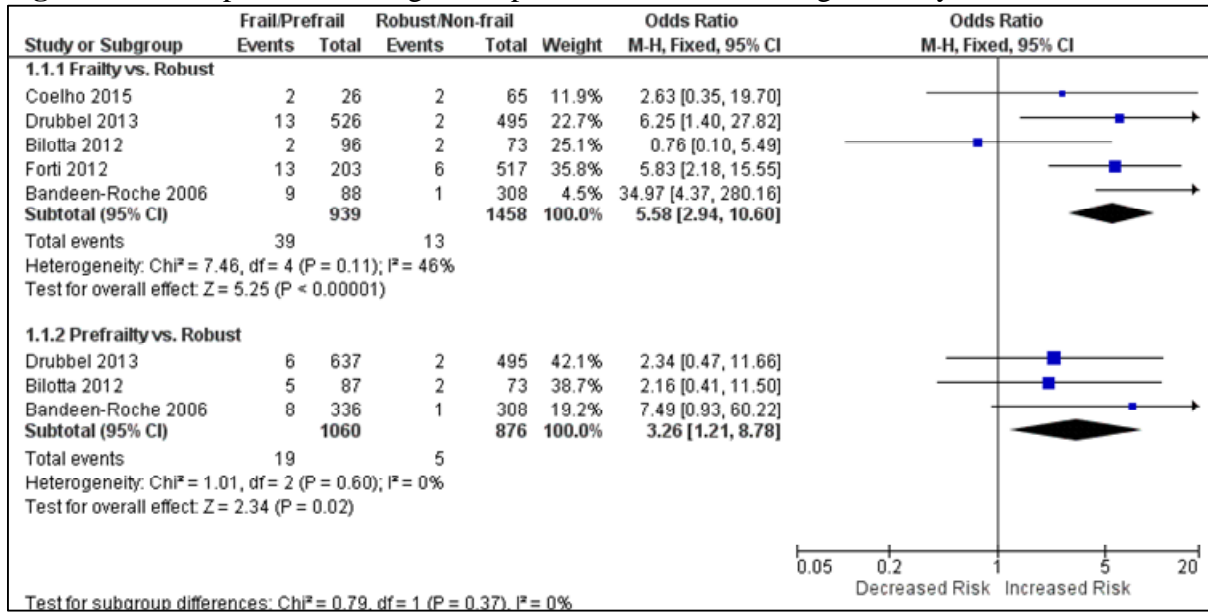 Frail/Prefrail Robust/Non-frail Odds Ratio Odds Ratio
Study or Subgroup Events Total Events Total Weight M-H, Fixed, 95% CI M-H, Fixed, 95% CI
1.1.1 Frailty vs. Robust
Coelho 2015 2 26 2 65 11.9% 2.63 [0.35, 19.70]
Drubbel 2013 13 526 2 495 22.7% 6.25 [1.40, 27.82]
Bilotta 2012 2 96 2 73 25.1% 0.76 [0.10, 5.49]
Forti 2012 13 203 6 517 35.8% 5.83 [2.18, 15.55]
Bandeen-Roche 2006 9 88 1 308 4.5% 34.97 [4.37, 280.16]
Subtotal (95% CI) 939 1458 100.0% 5.58 [2.94, 10.60]
Total events 39 13
Heterogeneity: Chi² = 7.46, df = 4 (P = 0.11); I² = 46%
Test for overall effect: Z = 5.25 (P < 0.00001)
1.1.2 Prefrailty vs. Robust
Drubbel 2013 6 637 2 495 42.1% 2.34 [0.47, 11.66]
Bilotta 2012 5 87 2 73 38.7% 2.16 [0.41, 11.50]
Bandeen-Roche 2006 8 336 1 308 19.2% 7.49 [0.93, 60.22]
Subtotal (95% CI) 1060 876 100.0% 3.26 [1.21, 8.78]
Total events 19 5
Heterogeneity: Chi² = 1.01, df = 2 (P = 0.60); I² = 0%
Test for overall effect: Z = 2.34 (P = 0.02)
0.05 0.2 1 5 20
Decreased Risk Increased Risk
Test for subgroup differences: Chi² = 0.79, df = 1 (P = 0.37), I² = 0%